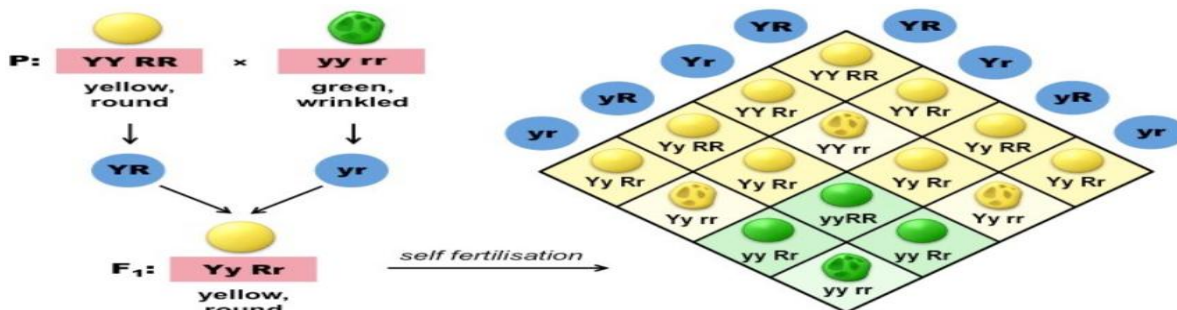 P: YY RR × yy rr
yellow, round
green, wrinkled
YR yr
F₁: Yy Rr
yellow, round
self fertilisation
YR YR
Yr Yr
yR yR
yr yr
YY RR
YY Rr YY Rr
Yy RR YY rr Yy RR
Yy Rr Yy Rr Yy Rr Yy Rr
Yy rr yyRR Yy rr
yy Rr yy Rr
yy rr